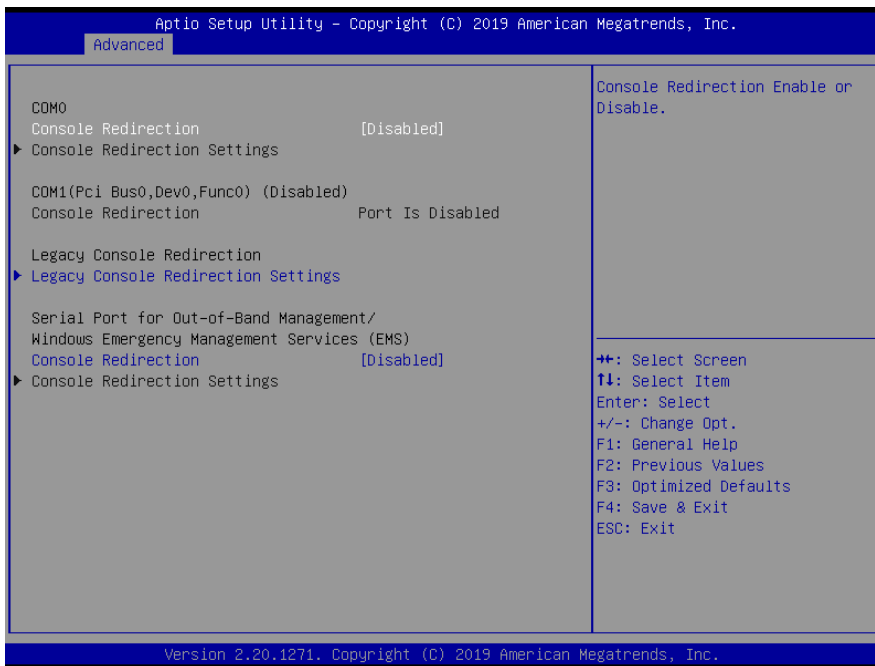 Aptio Setup Utility – Copyright (C) 2019 American Megatrends, Inc.
Advanced
COM0
Console Redirection [Disabled]
Console Redirection Settings
COM1(Pci Bus0,Dev0,Func0) (Disabled)
Console Redirection Port Is Disabled
Legacy Console Redirection
Legacy Console Redirection Settings
Serial Port for Out-of-Band Management/
Windows Emergency Management Services (EMS)
Console Redirection [Disabled]
Console Redirection Settings
Console Redirection Enable or
Disable.
→←: Select Screen
↑↓: Select Item
Enter: Select
+/-: Change Opt.
F1: General Help
F2: Previous Values
F3: Optimized Defaults
F4: Save & Exit
ESC: Exit
Version 2.20.1271. Copyright (C) 2019 American Megatrends, Inc.